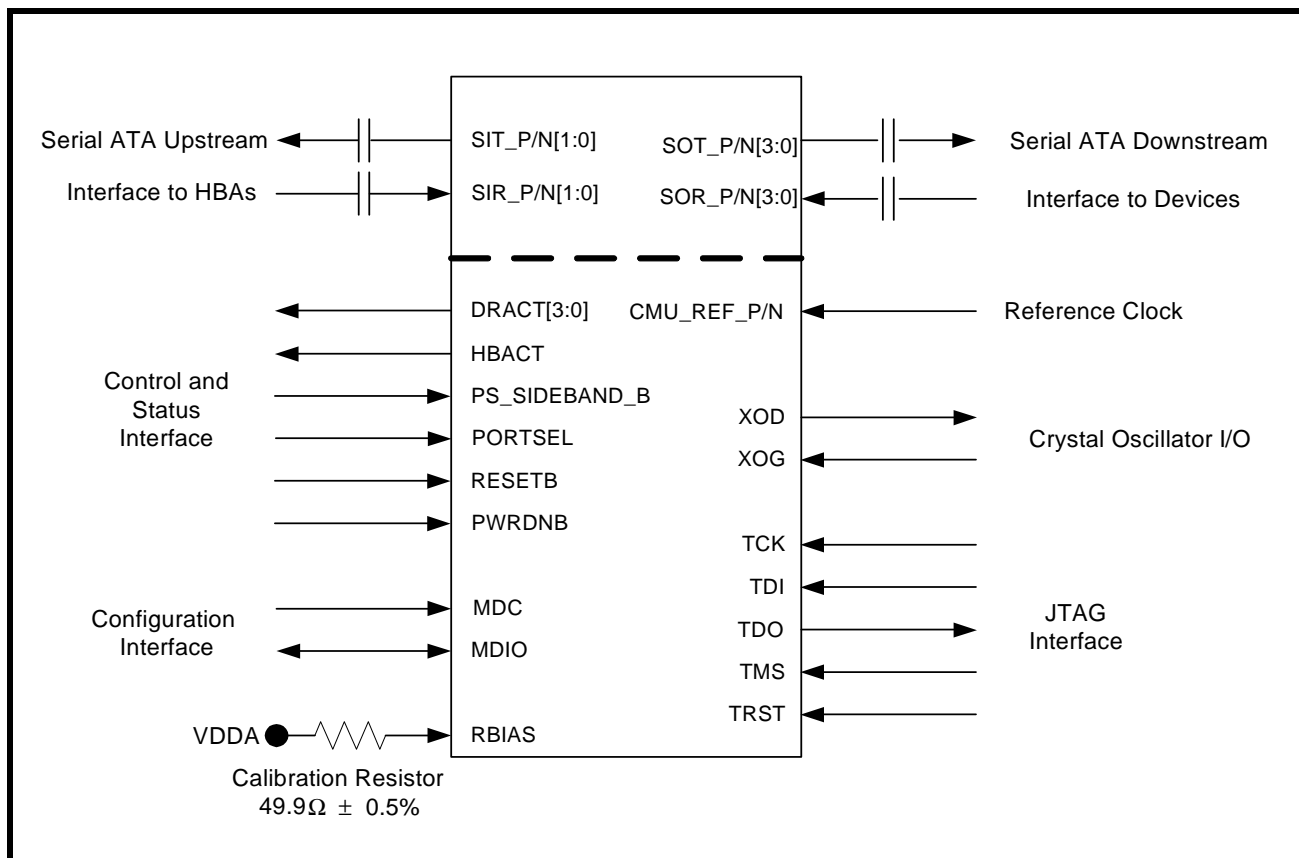 Serial ATA Upstream
Interface to HBAs
SIT_P/N[1:0]
SIR_P/N[1:0]
SOT_P/N[3:0]
SOR_P/N[3:0]
Serial ATA Downstream
Interface to Devices
Control and
Status
Interface
DRACT[3:0]
HBACT
PS_SIDEBAND_B
PORTSEL
RESETB
PWRDNB
CMU_REF_P/N
Reference Clock
XOD
XOG
Crystal Oscillator I/O
Configuration
Interface
MDC
MDIO
TCK
TDI
TDO
TMS
TRST
JTAG
Interface
VDDA
RBIAS
Calibration Resistor
49.9Ω ± 0.5%